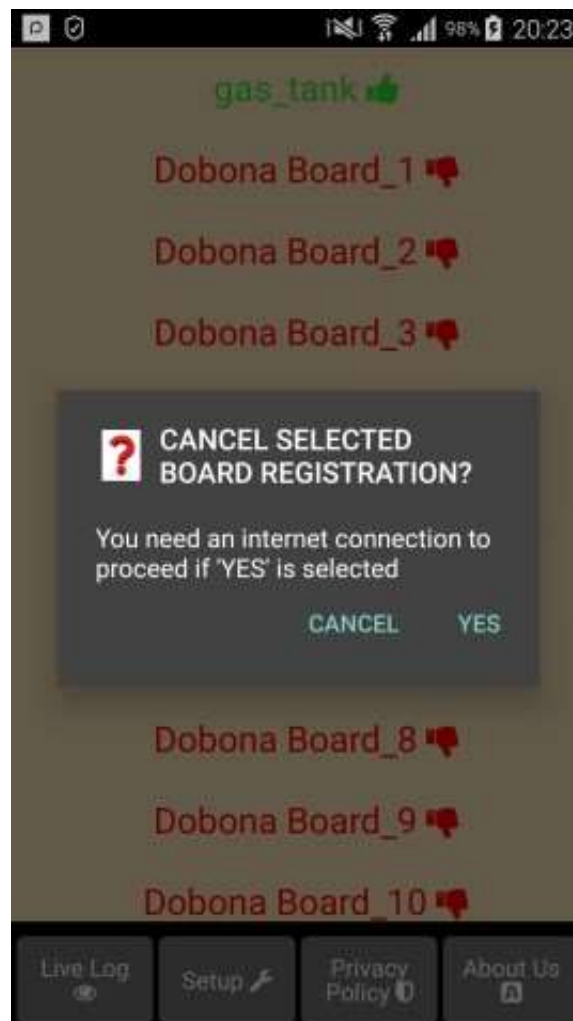 98% 20:23
gas_tank
Dobona Board_1
Dobona Board_2
Dobona Board_3
CANCEL SELECTED
BOARD REGISTRATION?
You need an internet connection to
proceed if 'YES' is selected
CANCEL YES
Dobona Board_8
Dobona Board_9
Dobona Board_10
Live Log Setup Privacy About Us
Policy